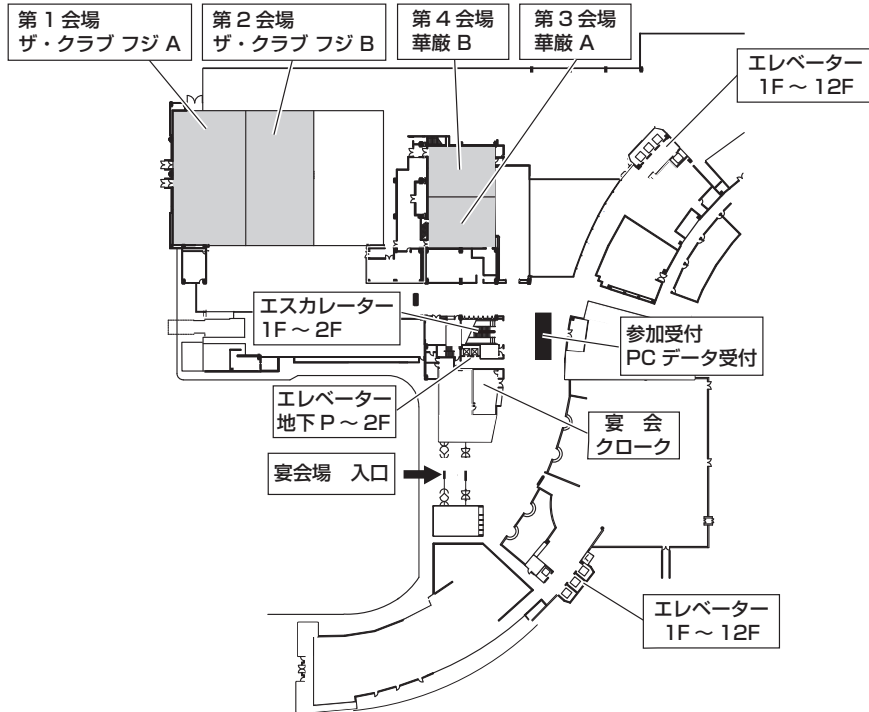 第1会場
ザ・クラブ フジ A
第2会場
ザ・クラブ フジ B
第4会場
華厳 B
第3会場
華厳 A
エレベーター
1F～12F
エスカレーター
1F～2F
参加受付
PC データ受付
エレベーター
地下 P～2F
宴　会
クローク
宴会場　入口
エレベーター
1F～12F